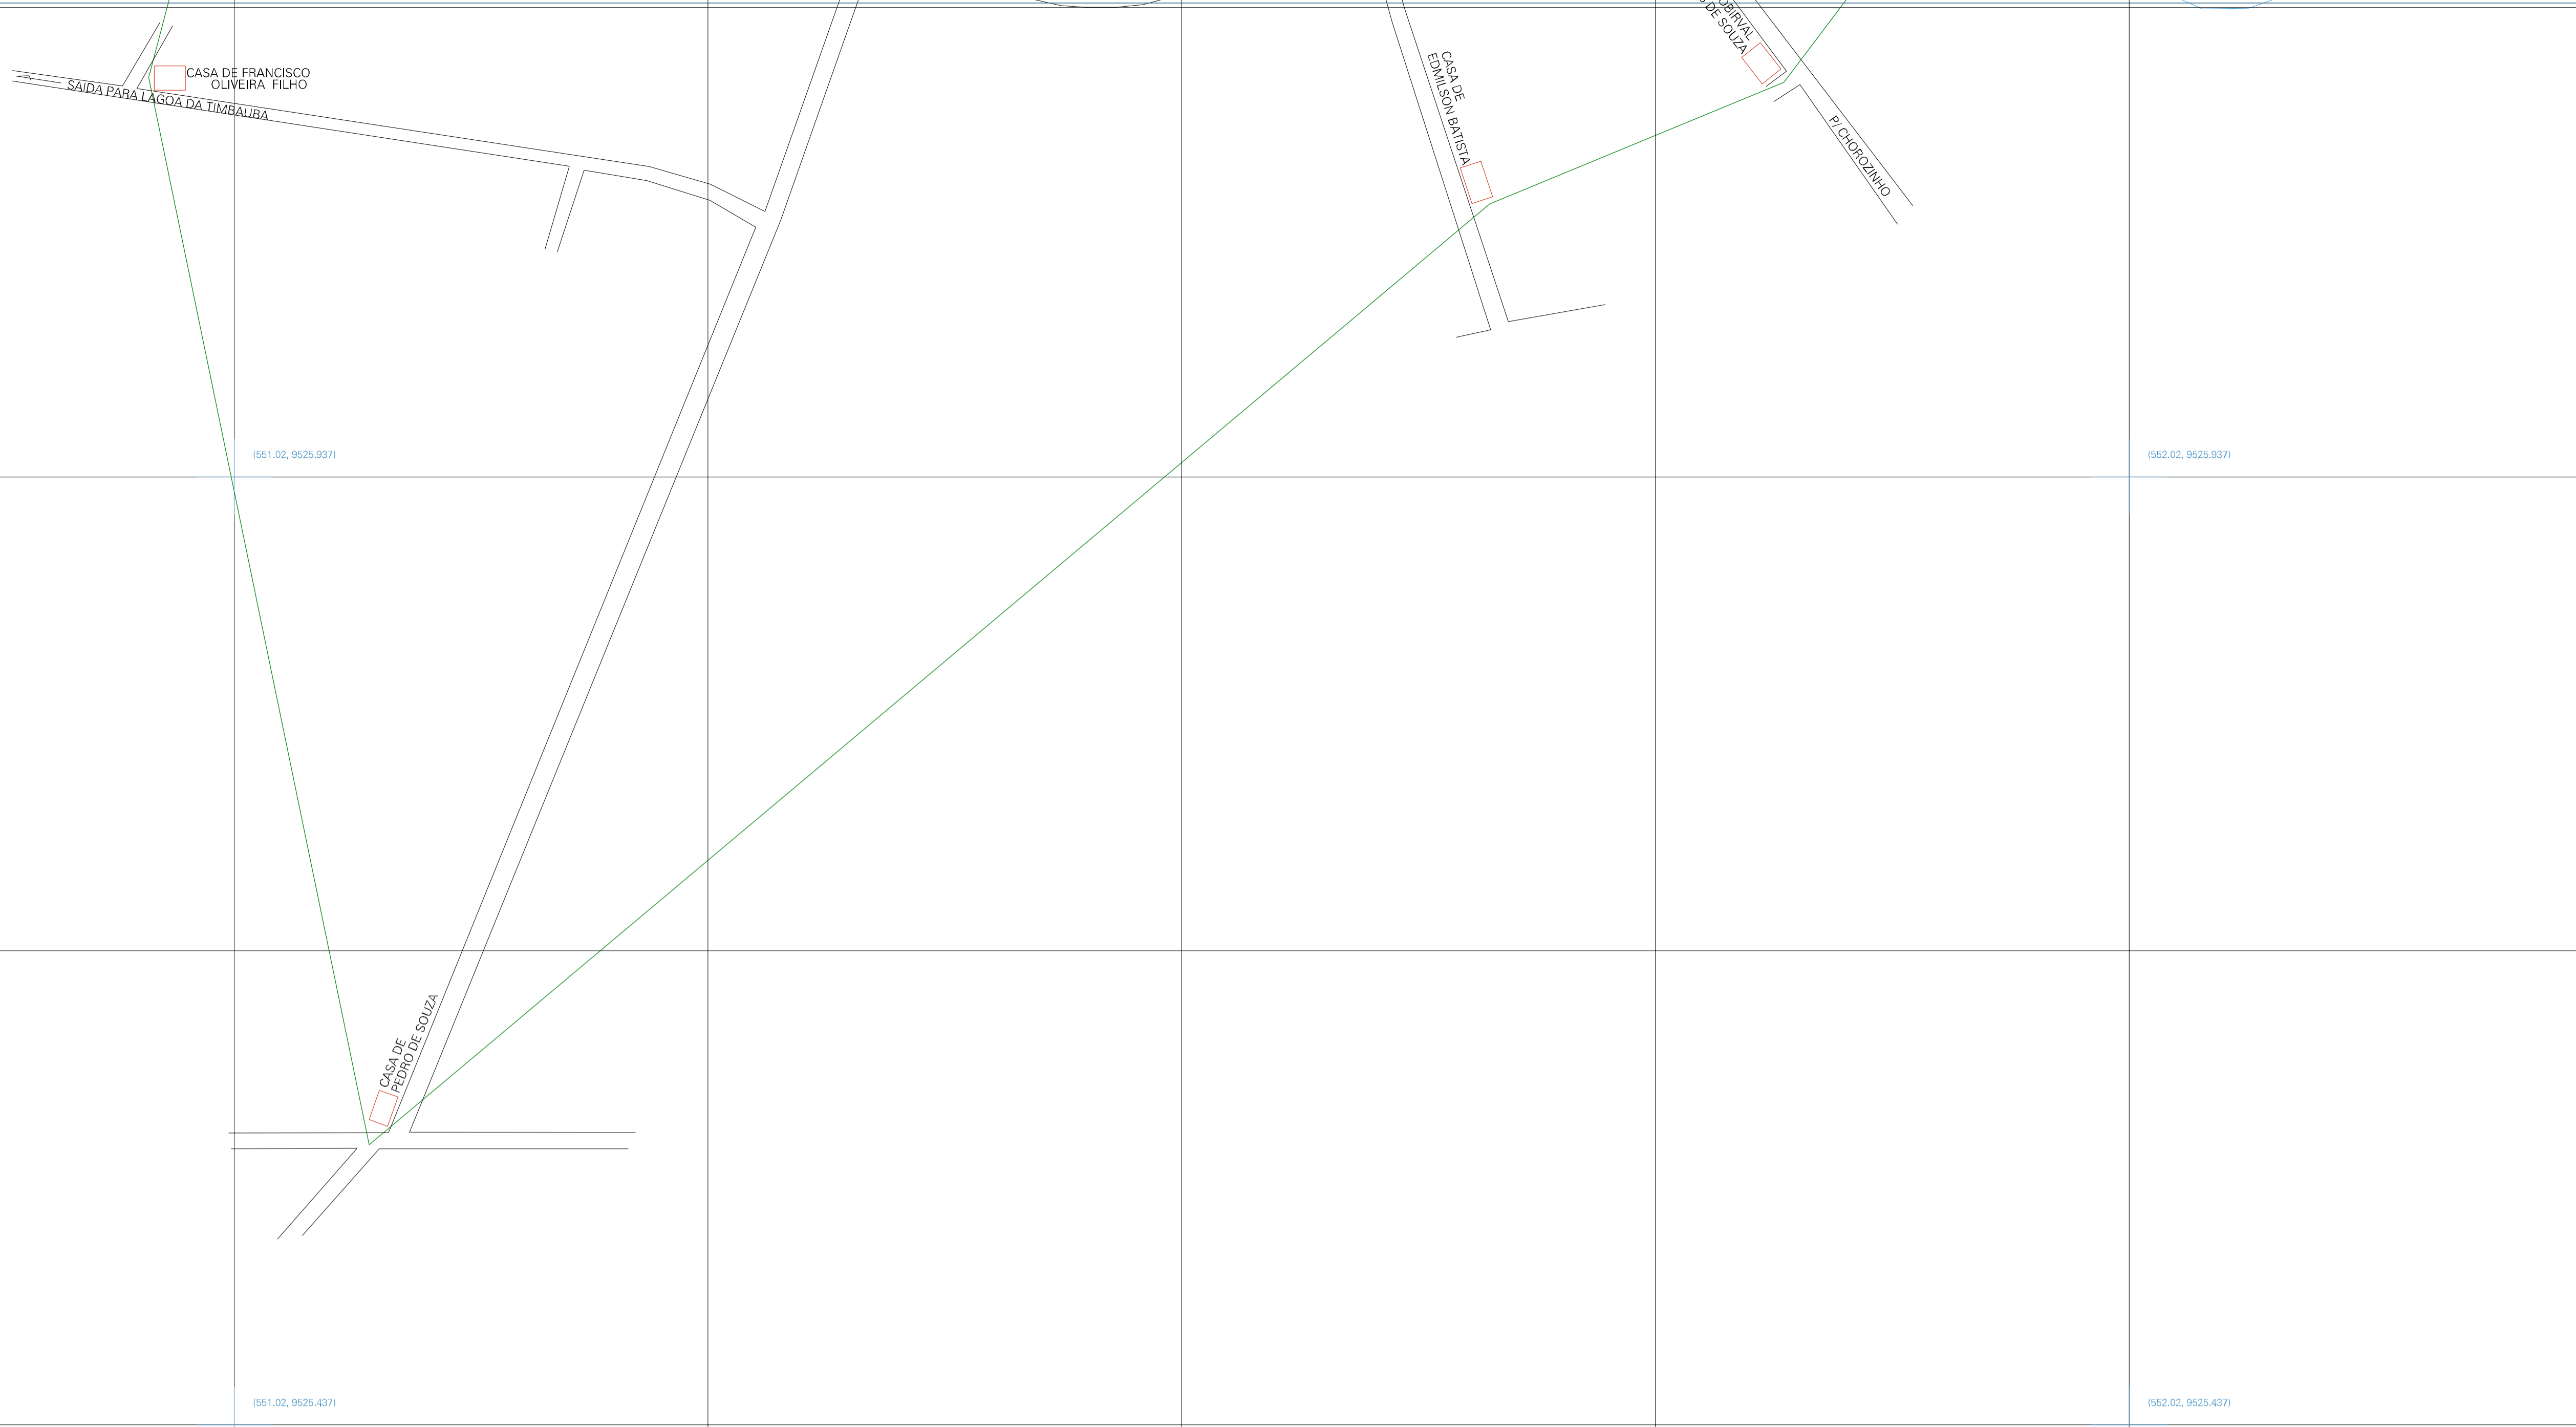 CASA DE FRANCISCO
OLIVEIRA FILHO
SAIDA PARA LAGOA DA TIMBAUBA
CASA DE
EDMILSON BATISTA
DE SOUZA
P/ CHOROZINHO
(551.02, 9525.937)
(552.02, 9525.937)
CASA DE
PEDRO DE SOUZA
(551.02, 9525.437)
(552.02, 9525.437)